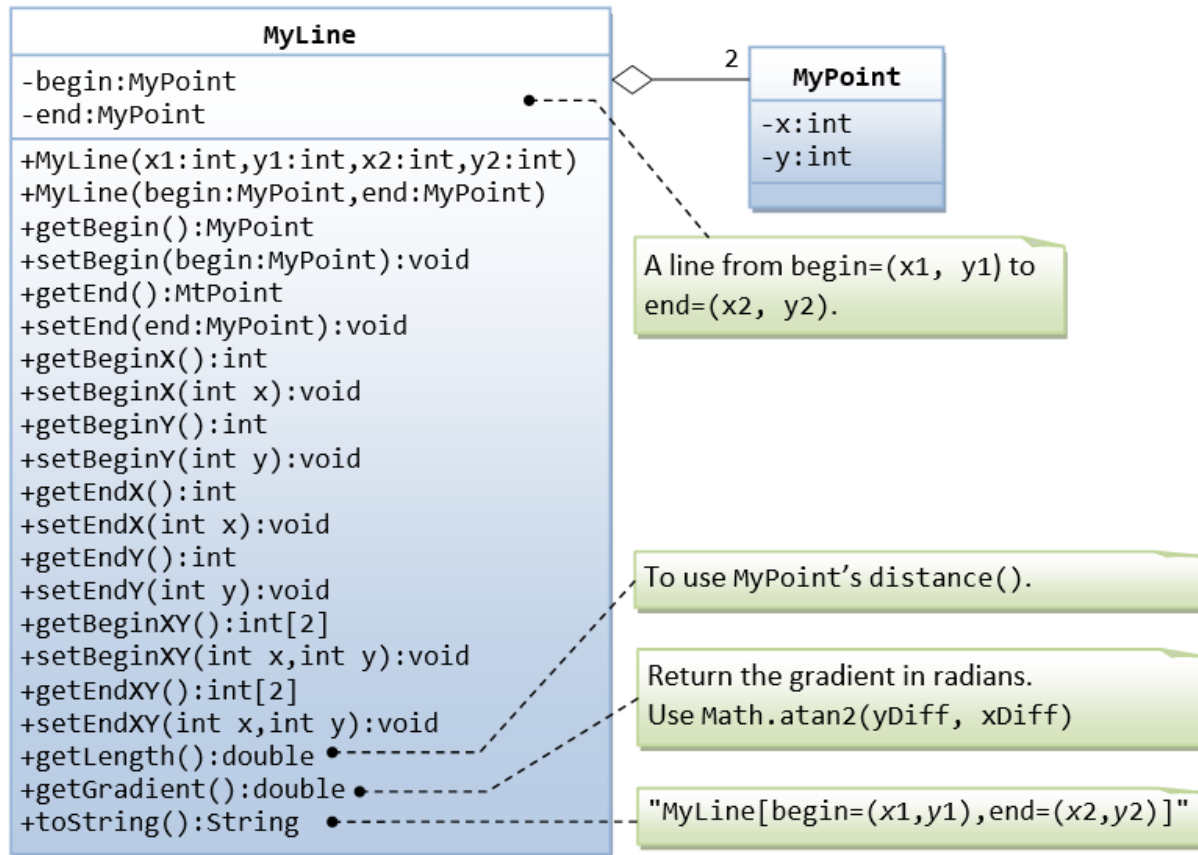 MyLine
-begin:MyPoint
-end:MyPoint
+MyLine(x1:int,y1:int,x2:int,y2:int)
+MyLine(begin:MyPoint,end:MyPoint)
+getBegin():MyPoint
+setBegin(begin:MyPoint):void
+getEnd():MtPoint
+setEnd(end:MyPoint):void
+getBeginX():int
+setBeginX(int x):void
+getBeginY():int
+setBeginY(int y):void
+getEndX():int
+setEndX(int x):void
+getEndY():int
+setEndY(int y):void
+getBeginXY():int[2]
+setBeginXY(int x,int y):void
+getEndXY():int[2]
+setEndXY(int x,int y):void
+getLength():double
+getGradient():double
+toString():String
2
MyPoint
-x:int
-y:int
A line from begin=(x1, y1) to
end=(x2, y2).
To use MyPoint's distance().
Return the gradient in radians.
Use Math.atan2(yDiff, xDiff)
"MyLine[begin=(x1,y1),end=(x2,y2)]"